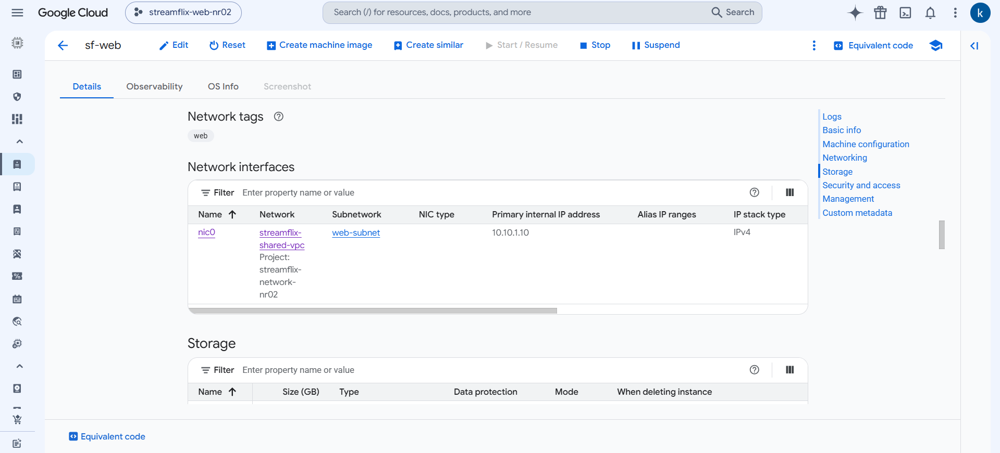 Google Cloud
streamflix-web-nr02
Search (/) for resources, docs, products, and more
Search
k
sf-web
Edit
Reset
Create machine image
Create similar
Start / Resume
Stop
Suspend
Equivalent code
Details
Observability
OS Info
Screenshot
Network tags
web
Network interfaces
Filter Enter property name or value
Name Network Subnetwork NIC type Primary internal IP address Alias IP ranges IP stack type
nic0 streamflix- web-subnet 10.10.1.10 IPv4
shared-vpc
Project:
streamflix-
network-
nr02
Storage
Filter Enter property name or value
Name Size (GB) Type Data protection Mode When deleting instance
Logs
Basic info
Machine configuration
Networking
Storage
Security and access
Management
Custom metadata
Equivalent code